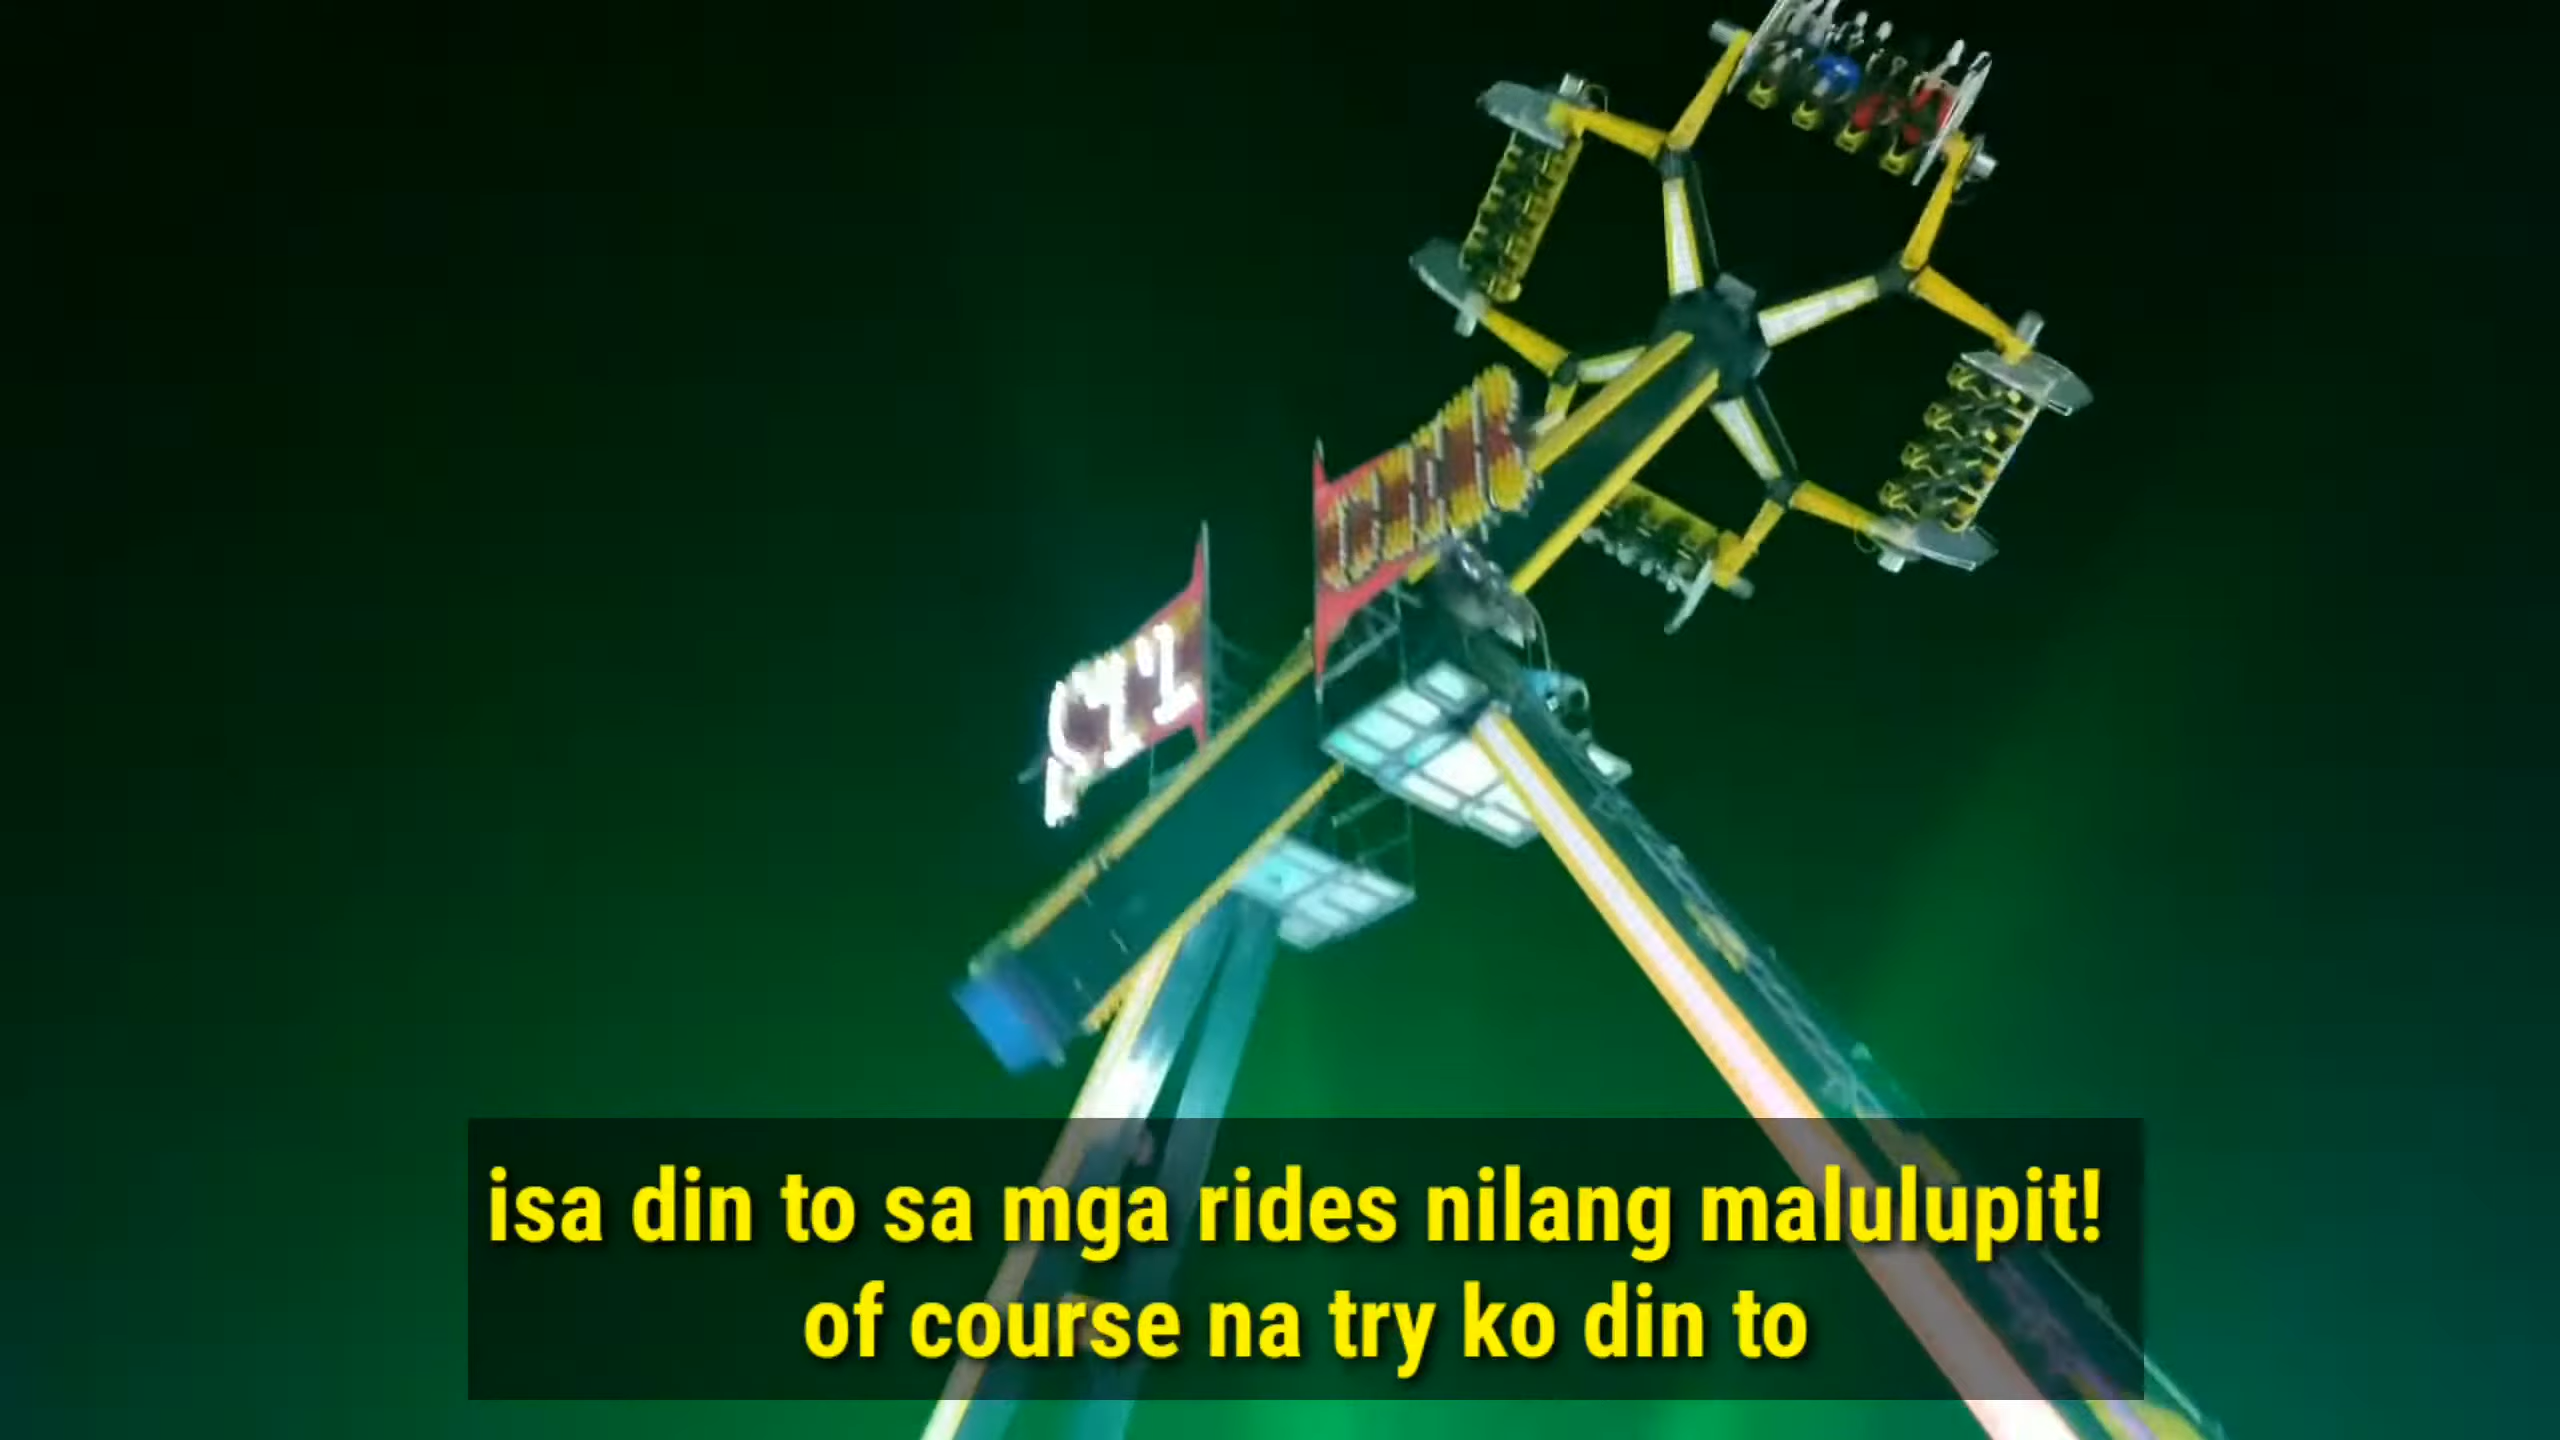 isa din to sa mga rides nilang malulupit!
of course na try ko din to